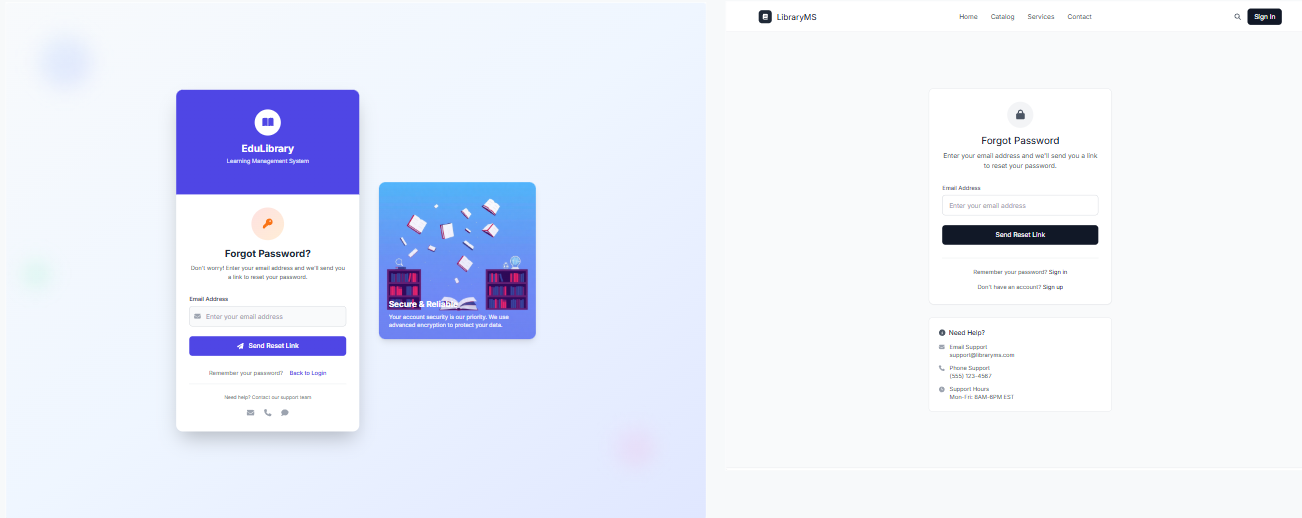 EduLibrary
Learning Management System
Forgot Password?
Don't worry! Enter your email address and we'll send you
a link to reset your password.
Email Address
Enter your email address
Send Reset Link
Remember your password? Back to Login
Need help? Contact our support team
Secure & Reliable
Your account security is our priority. We use
advanced encryption to protect your data.
LibraryMS
Home Catalog Services Contact
Sign In
Forgot Password
Enter your email address and we'll send you a link
to reset your password.
Email Address
Enter your email address
Send Reset Link
Remember your password? Sign in
Don't have an account? Sign up
Need Help?
Email Support
support@libraryms.com
Phone Support
(555) 123-4567
Support Hours
Mon-Fri: 8AM-6PM EST